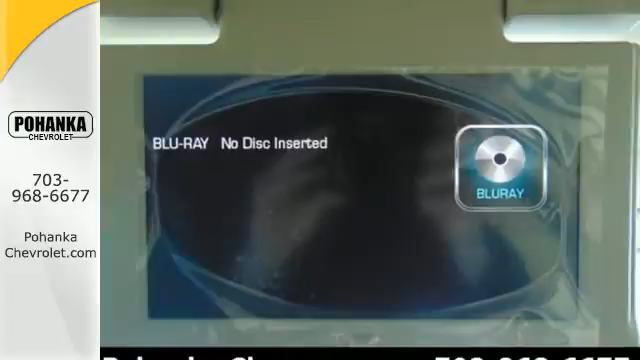 POHANKA
CHEVROLET
703-
968-6677
Pohanka
Chevrolet.com
BLU-RAY No Disc Inserted
BLURAY